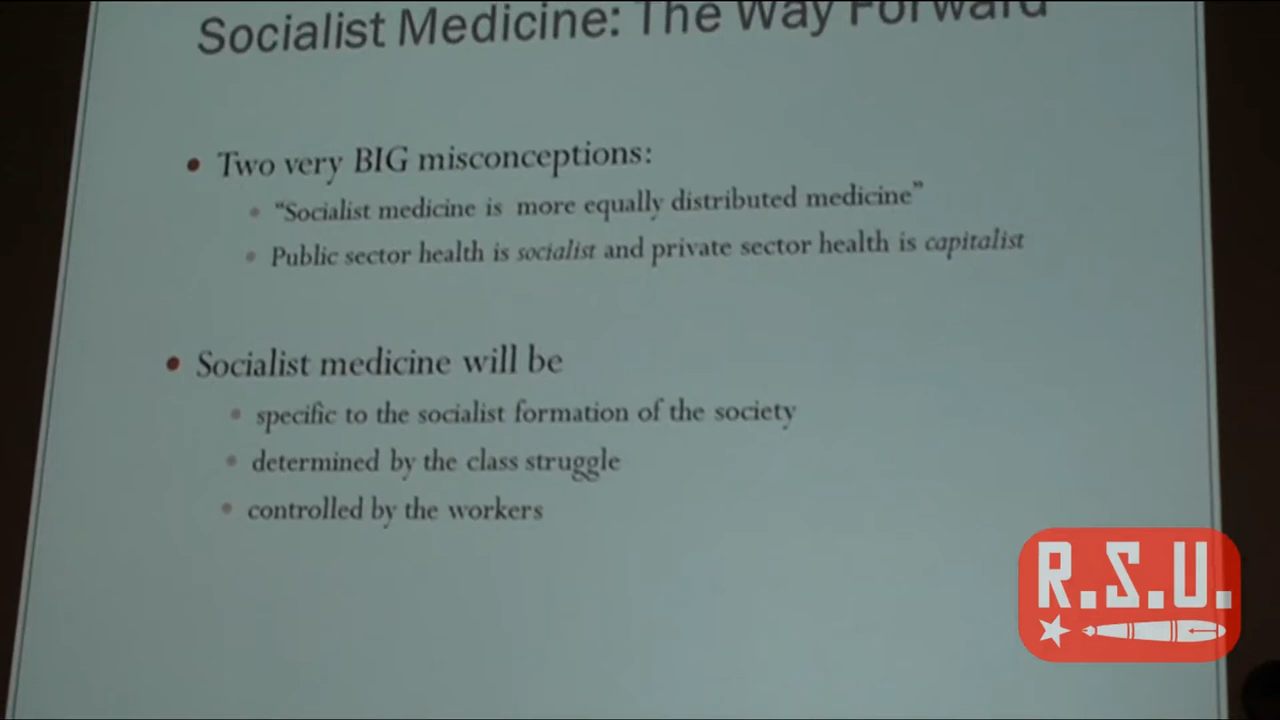 Socialist Medicine: The Way Forward
• Two very BIG misconceptions:
• “Socialist medicine is more equally distributed medicine”
• Public sector health is socialist and private sector health is capitalist
• Socialist medicine will be
• specific to the socialist formation of the society
• determined by the class struggle
• controlled by the workers
R.S.U.